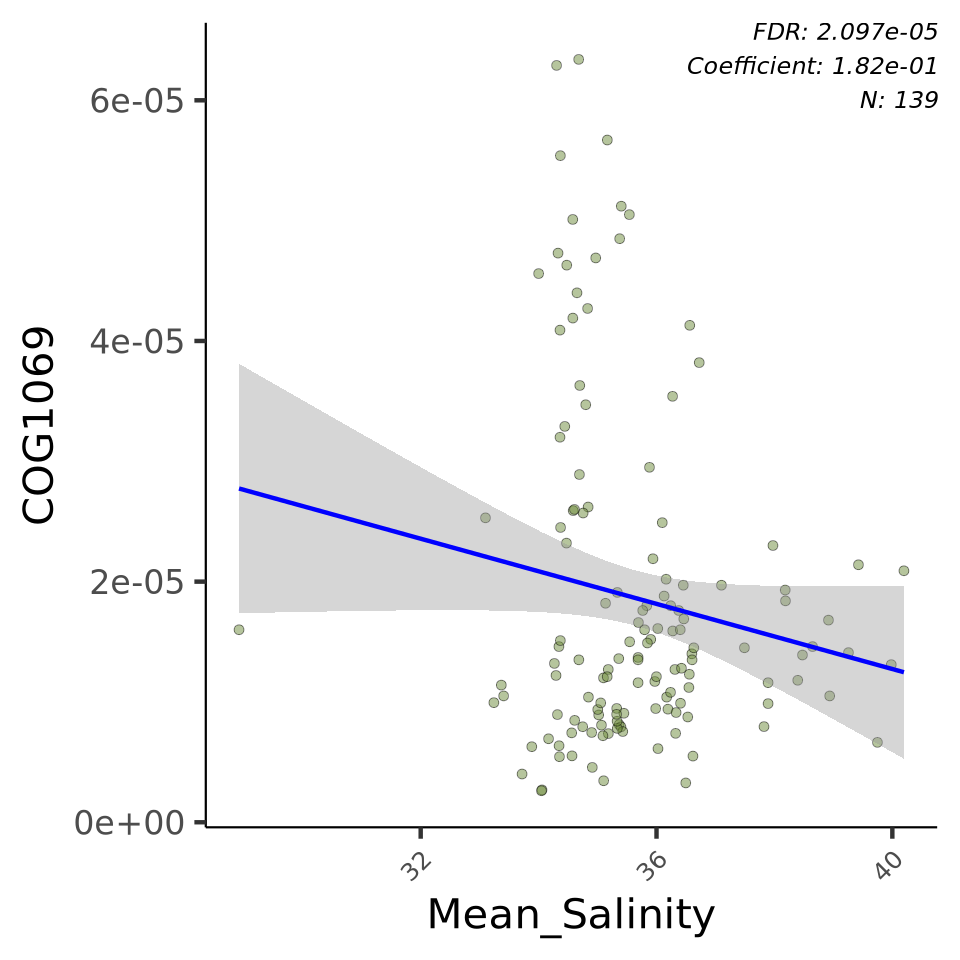 FDR: 2.097e-05
Coefficient: 1.82e-01
N: 139
6e-05
4e-05
2e-05
0e+00
COG1069
32
36
40
Mean_Salinity